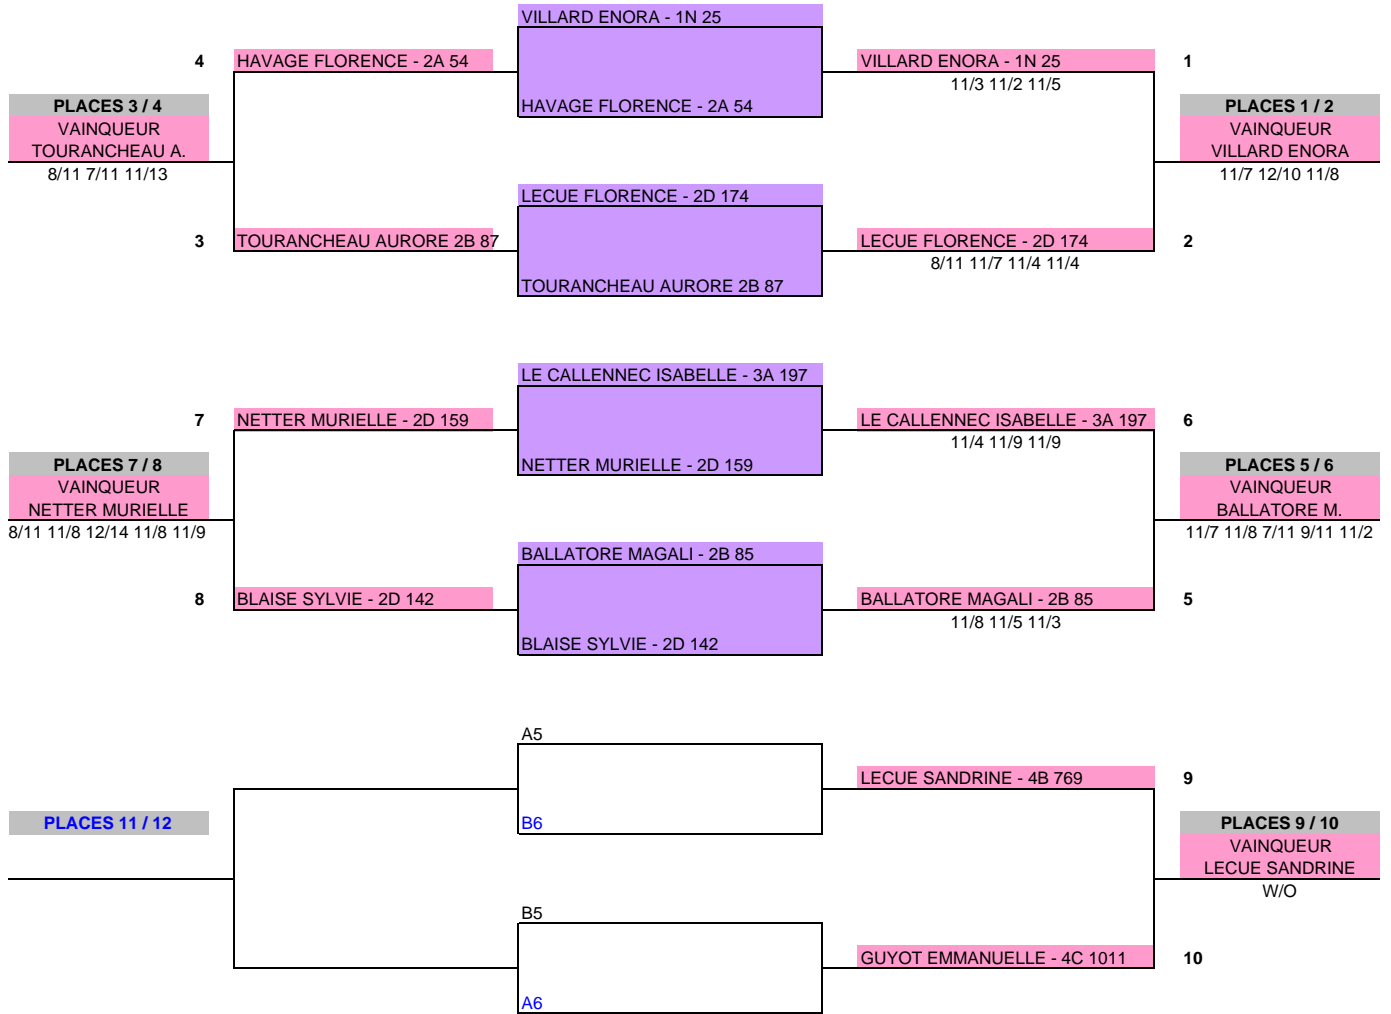 VILLARD ENORA - 1N 25
4 HAVAGE FLORENCE - 2A 54 VILLARD ENORA - 1N 25 1
11/3 11/2 11/5
PLACES 3 / 4 HAVAGE FLORENCE - 2A 54 PLACES 1 / 2
VAINQUEUR VAINQUEUR
TOURANCHEAU A. VILLARD ENORA
8/11 7/11 11/13 11/7 12/10 11/8
LECUE FLORENCE - 2D 174
3 TOURANCHEAU AURORE 2B 87 LECUE FLORENCE - 2D 174 2
8/11 11/7 11/4 11/4
TOURANCHEAU AURORE 2B 87
LE CALLENNEC ISABELLE - 3A 197
7 NETTER MURIELLE - 2D 159 LE CALLENNEC ISABELLE - 3A 197 6
11/4 11/9 11/9
PLACES 7 / 8 NETTER MURIELLE - 2D 159 PLACES 5 / 6
VAINQUEUR VAINQUEUR
NETTER MURIELLE BALLATORE M.
8/11 11/8 12/14 11/8 11/9 11/7 11/8 7/11 9/11 11/2
BALLATORE MAGALI - 2B 85
8 BLAISE SYLVIE - 2D 142 BALLATORE MAGALI - 2B 85 5
11/8 11/5 11/3
BLAISE SYLVIE - 2D 142
A5
LECUE SANDRINE - 4B 769 9
PLACES 11 / 12 B6 PLACES 9 / 10
VAINQUEUR
LECUE SANDRINE
W/O
B5
GUYOT EMMANUELLE - 4C 1011 10
A6